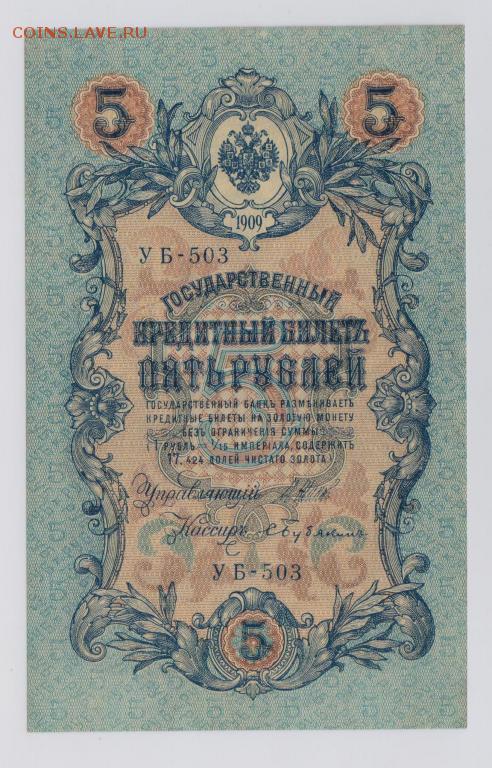 COINS.LAVE.RU
5 5
1909
УБ-503
ГОСУДАРСТВЕННЫЙ
КРЕДИТНЫЙ БИЛЕТЪ
5
ПЯТЬ РУБЛЕЙ
ГОСУДАРСТВЕННЫЙ БАНКЪ РАЗМѢНИВАЕТЪ
КРЕДИТНЫЕ БИЛЕТЫ НА ЗОЛОТУЮ МОНЕТУ
БЕЗЪ ОГРАНИЧЕНІЯ СУММЫ
(1 РУБЛЬ = 1/15 ИМПЕРІАЛА, СОДЕРЖИТЪ
17,424 ДОЛЕЙ ЧИСТАГО ЗОЛОТА)
Управляющій
Кассиръ
УБ-503
5